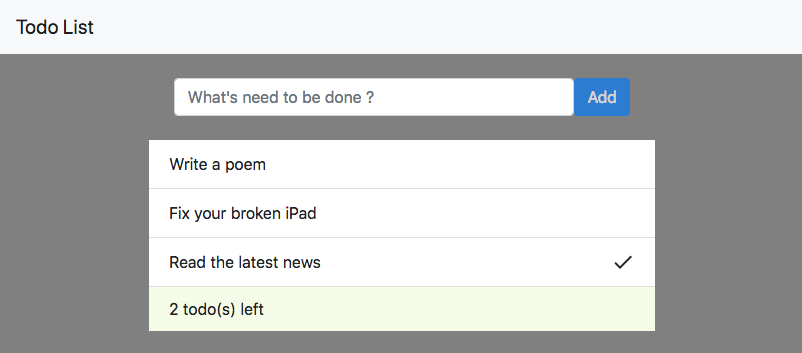 Todo List
What's need to be done ?
Add
Write a poem
Fix your broken iPad
Read the latest news
2 todo(s) left